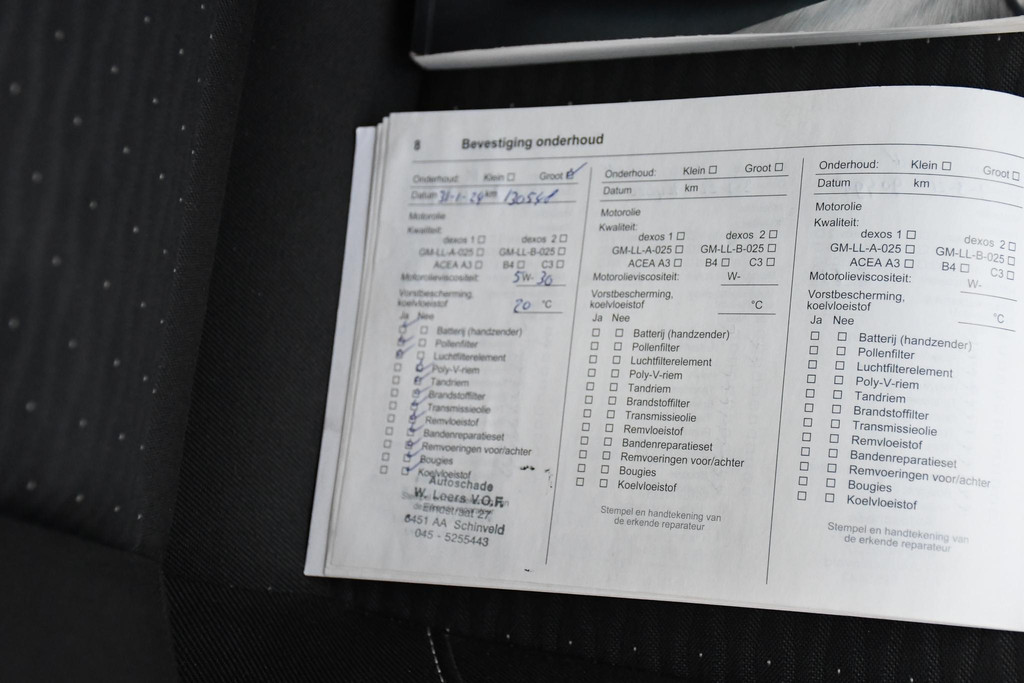 8 Bevestiging onderhoud
Onderhoud: Klein ☐ Groot ☑
Datum 31-1-24 km 130548
Motorolie
Kwaliteit:
dexos 1 ☐ dexos 2 ☐
GM-LL-A-025 ☐ GM-LL-B-025 ☐
ACEA A3 ☐ B4 ☐ C3 ☐
Motorolieviscositeit: 5W- 30
Vorstbescherming,
koelvloeistof 20 °C
Ja Nee
Batterij (handzender)
Pollenfilter
Luchtfilterelement
Poly-V-riem
Tandriem
Brandstoffilter
Transmissieolie
Remvloeistof
Bandenreparatieset
Remvoeringen voor/achter
Bougies
Koelvloeistof
Autoschade
W. Leers V.O.F.
27
6451 AA Schinveld
045 - 5255443
Onderhoud: Klein ☐ Groot ☐
Datum km
Motorolie
Kwaliteit:
dexos 1 ☐ dexos 2 ☐
GM-LL-A-025 ☐ GM-LL-B-025 ☐
ACEA A3 ☐ B4 ☐ C3 ☐
Motorolieviscositeit: W-
Vorstbescherming,
koelvloeistof °C
Ja Nee
☐ ☐ Batterij (handzender)
☐ ☐ Pollenfilter
☐ ☐ Luchtfilterelement
☐ ☐ Poly-V-riem
☐ ☐ Tandriem
☐ ☐ Brandstoffilter
☐ ☐ Transmissieolie
☐ ☐ Remvloeistof
☐ ☐ Bandenreparatieset
☐ ☐ Remvoeringen voor/achter
☐ ☐ Bougies
☐ ☐ Koelvloeistof
Stempel en handtekening van
de erkende reparateur
Onderhoud: Klein ☐ Groot ☐
Datum km
Motorolie
Kwaliteit:
dexos 1 ☐ dexos 2 ☐
GM-LL-A-025 ☐ GM-LL-B-025 ☐
ACEA A3 ☐ B4 ☐ C3 ☐
Motorolieviscositeit: W-
Vorstbescherming,
koelvloeistof °C
Ja Nee
☐ ☐ Batterij (handzender)
☐ ☐ Pollenfilter
☐ ☐ Luchtfilterelement
☐ ☐ Poly-V-riem
☐ ☐ Tandriem
☐ ☐ Brandstoffilter
☐ ☐ Transmissieolie
☐ ☐ Remvloeistof
☐ ☐ Bandenreparatieset
☐ ☐ Remvoeringen voor/achter
☐ ☐ Bougies
☐ ☐ Koelvloeistof
Stempel en handtekening van
de erkende reparateur